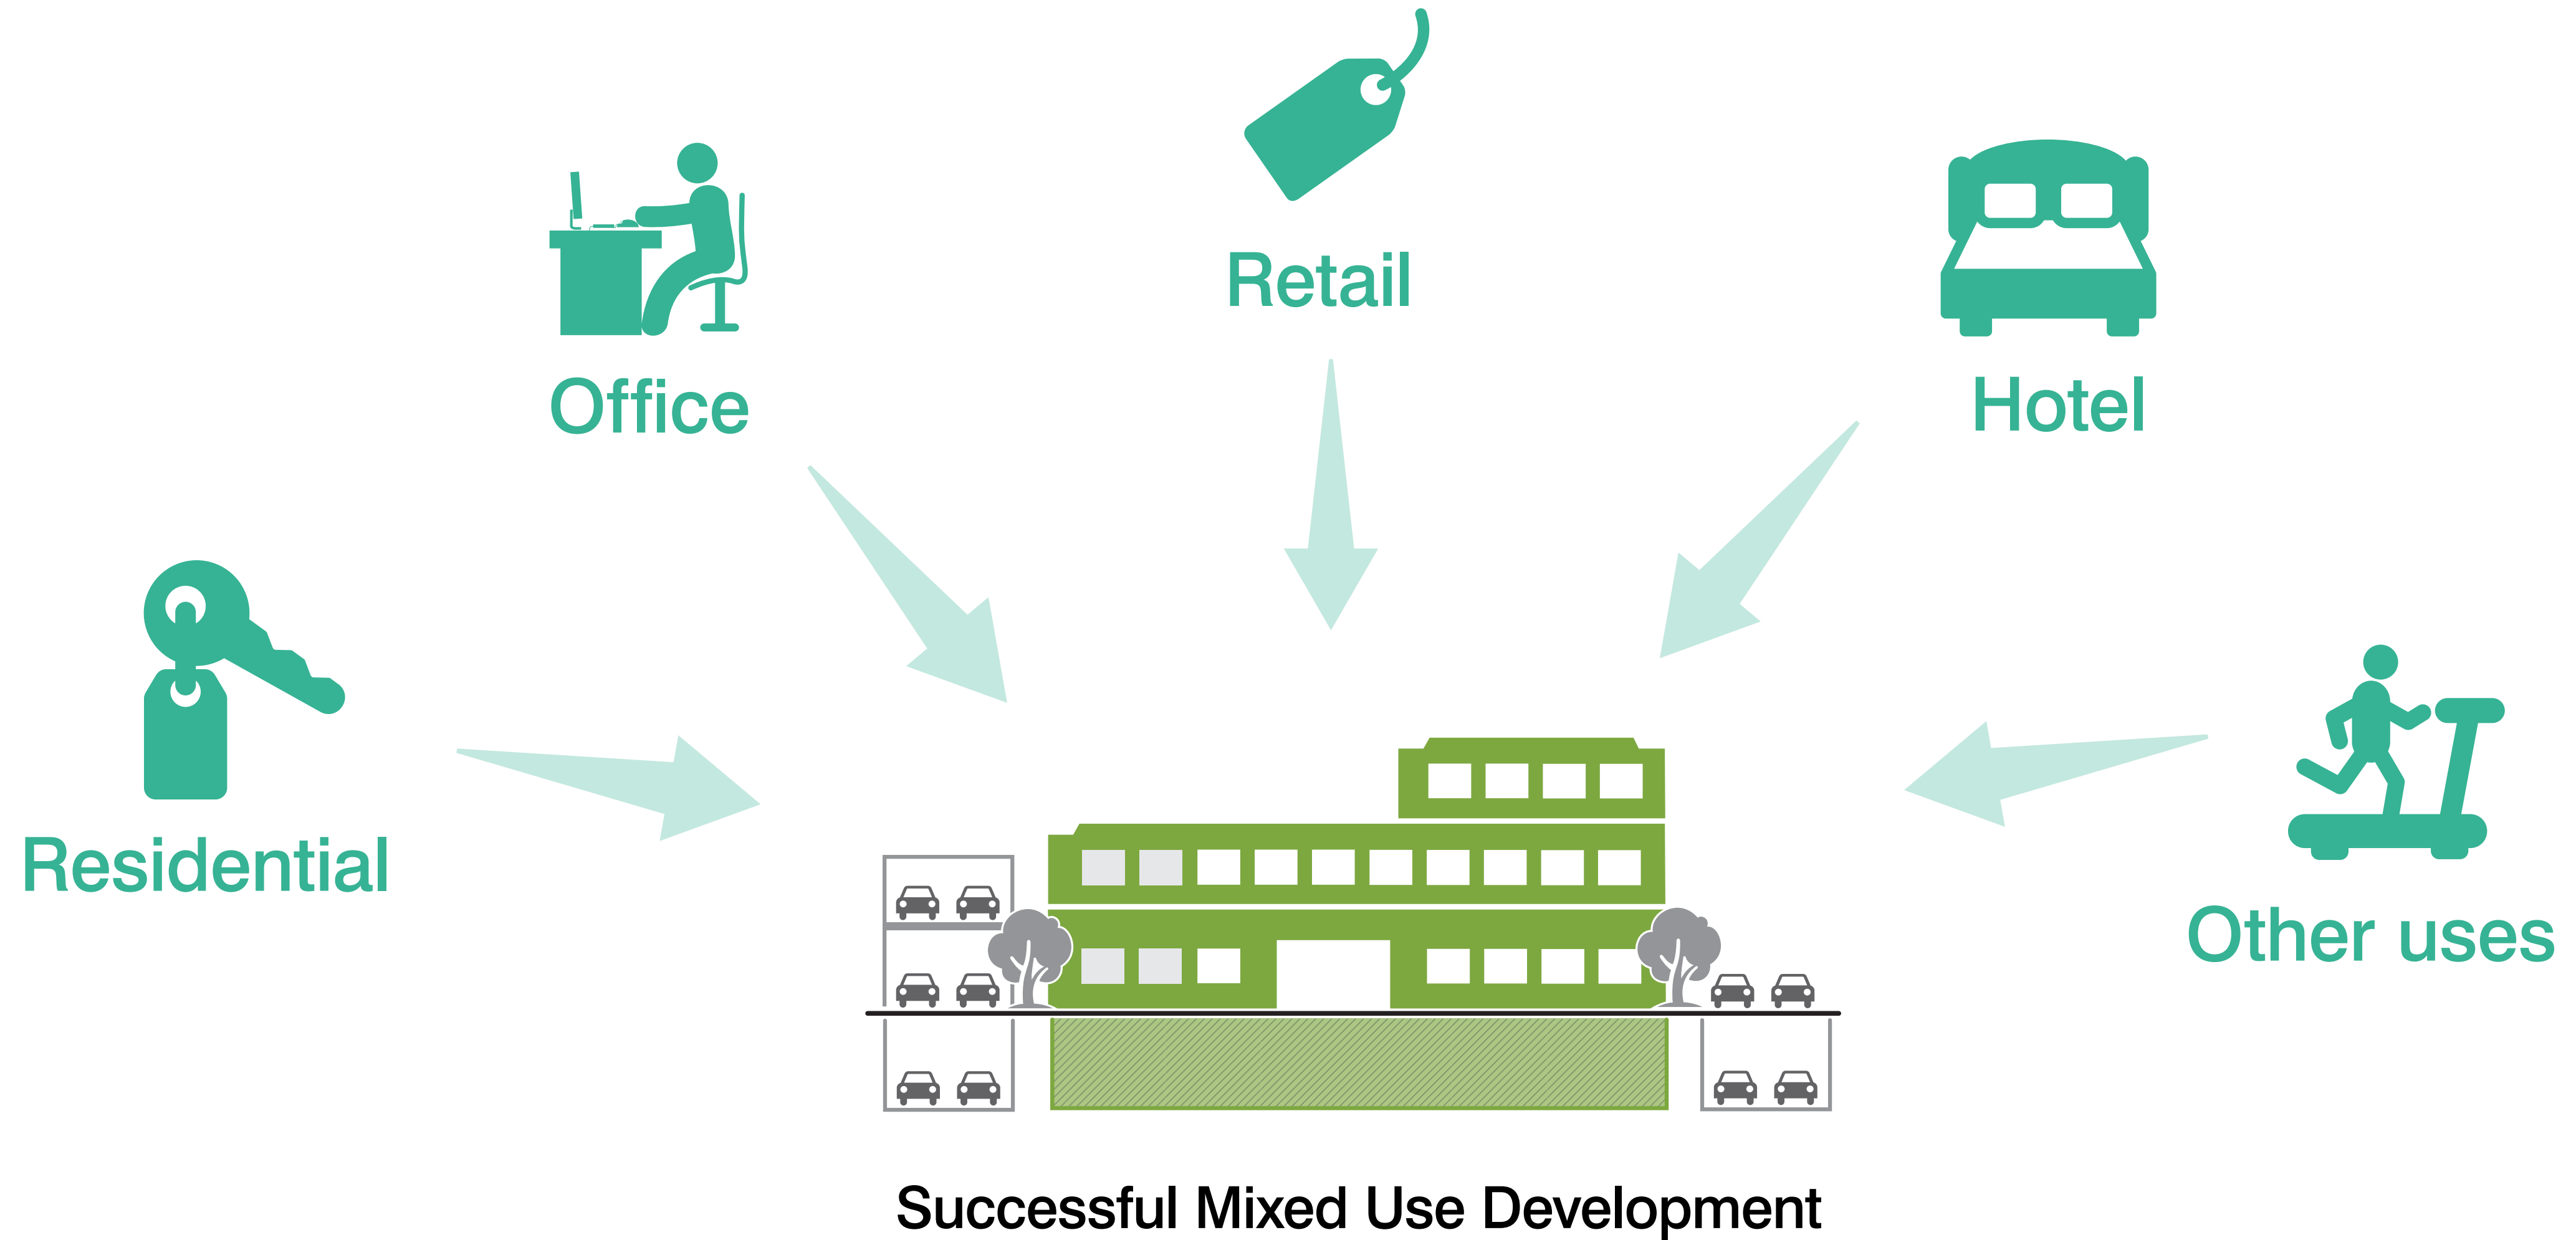 Retail
Office
Hotel
Residential
Other uses
Successful Mixed Use Development